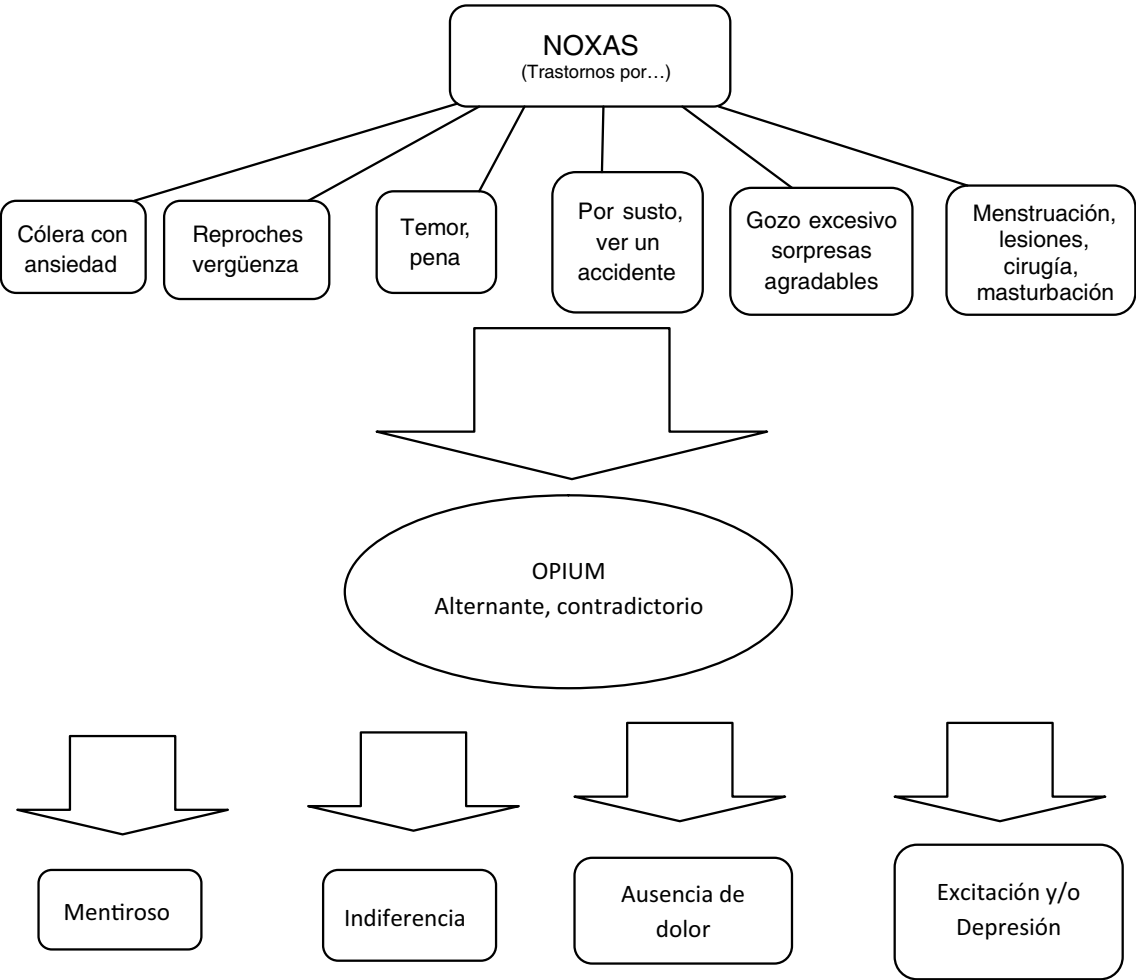 NOXAS
(Trastornos por…)
Cólera con
ansiedad
Reproches
vergüenza
Temor,
pena
Por susto,
ver un
accidente
Gozo excesivo
sorpresas
agradables
Menstruación,
lesiones,
cirugía,
masturbación
OPIUM
Alternante, contradictorio
Mentiroso
Indiferencia
Ausencia de
dolor
Excitación y/o
Depresión